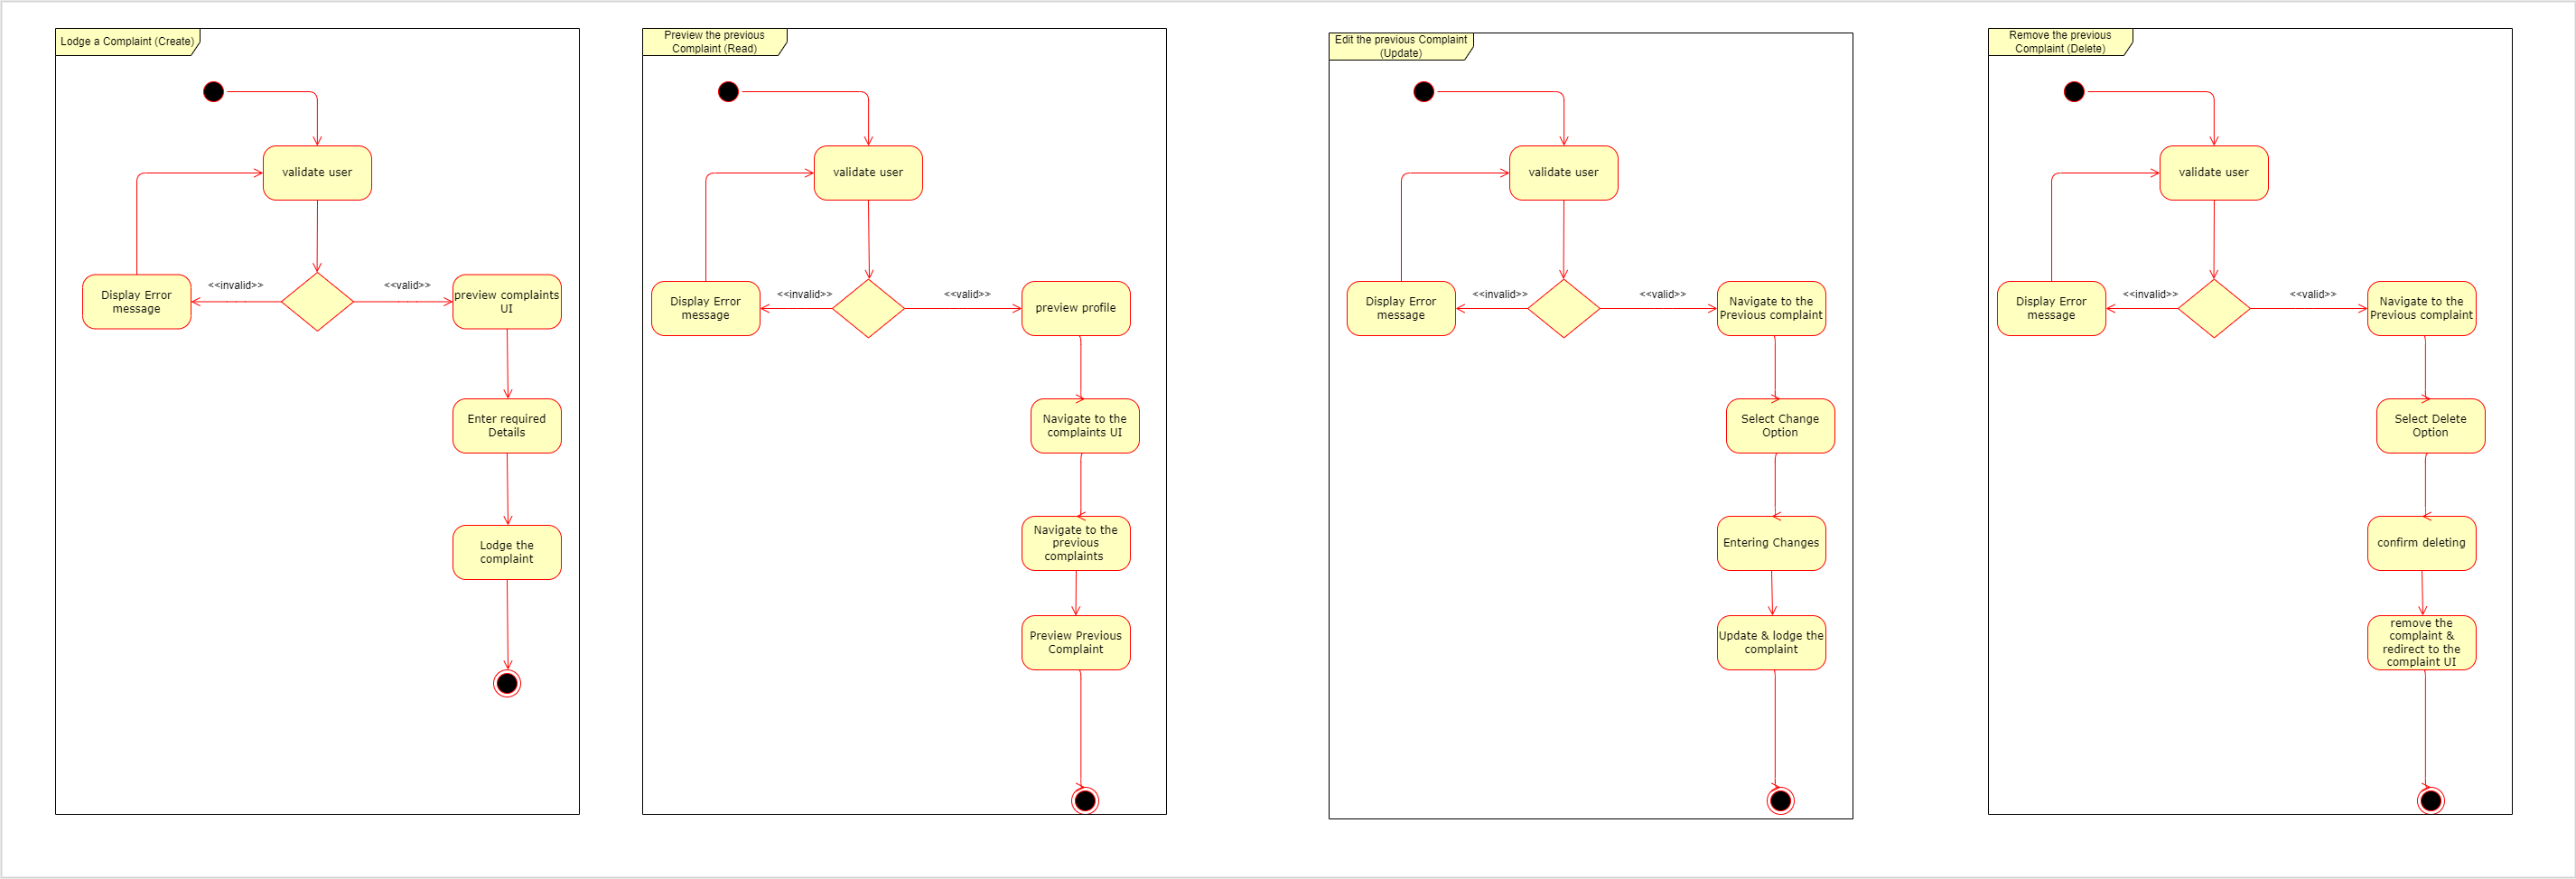 Lodge a Complaint (Create)
validate user
<<invalid>>
<<valid>>
Display Error
message
preview complaints
UI
Enter required
Details
Lodge the
complaint
Preview the previous
Complaint (Read)
validate user
<<invalid>>
<<valid>>
Display Error
message
preview profile
Navigate to the
complaints UI
Navigate to the
previous
complaints
Preview Previous
Complaint
Edit the previous Complaint
(Update)
validate user
<<invalid>>
<<valid>>
Display Error
message
Navigate to the
Previous complaint
Select Change
Option
Entering Changes
Update & lodge the
complaint
Remove the previous
Complaint (Delete)
validate user
<<invalid>>
<<valid>>
Display Error
message
Navigate to the
Previous complaint
Select Delete
Option
confirm deleting
remove the
complaint &
redirect to the
complaint UI